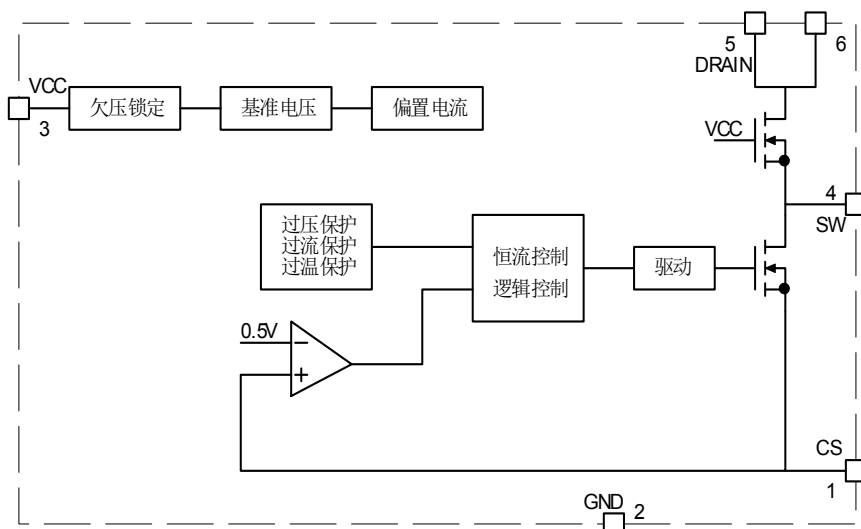 5
6
DRAIN
VCC
3
欠压锁定
基准电压
偏置电流
VCC
4
SW
过压保护
过流保护
过温保护
恒流控制
逻辑控制
驱动
0.5V
−
+
CS
1
GND
2